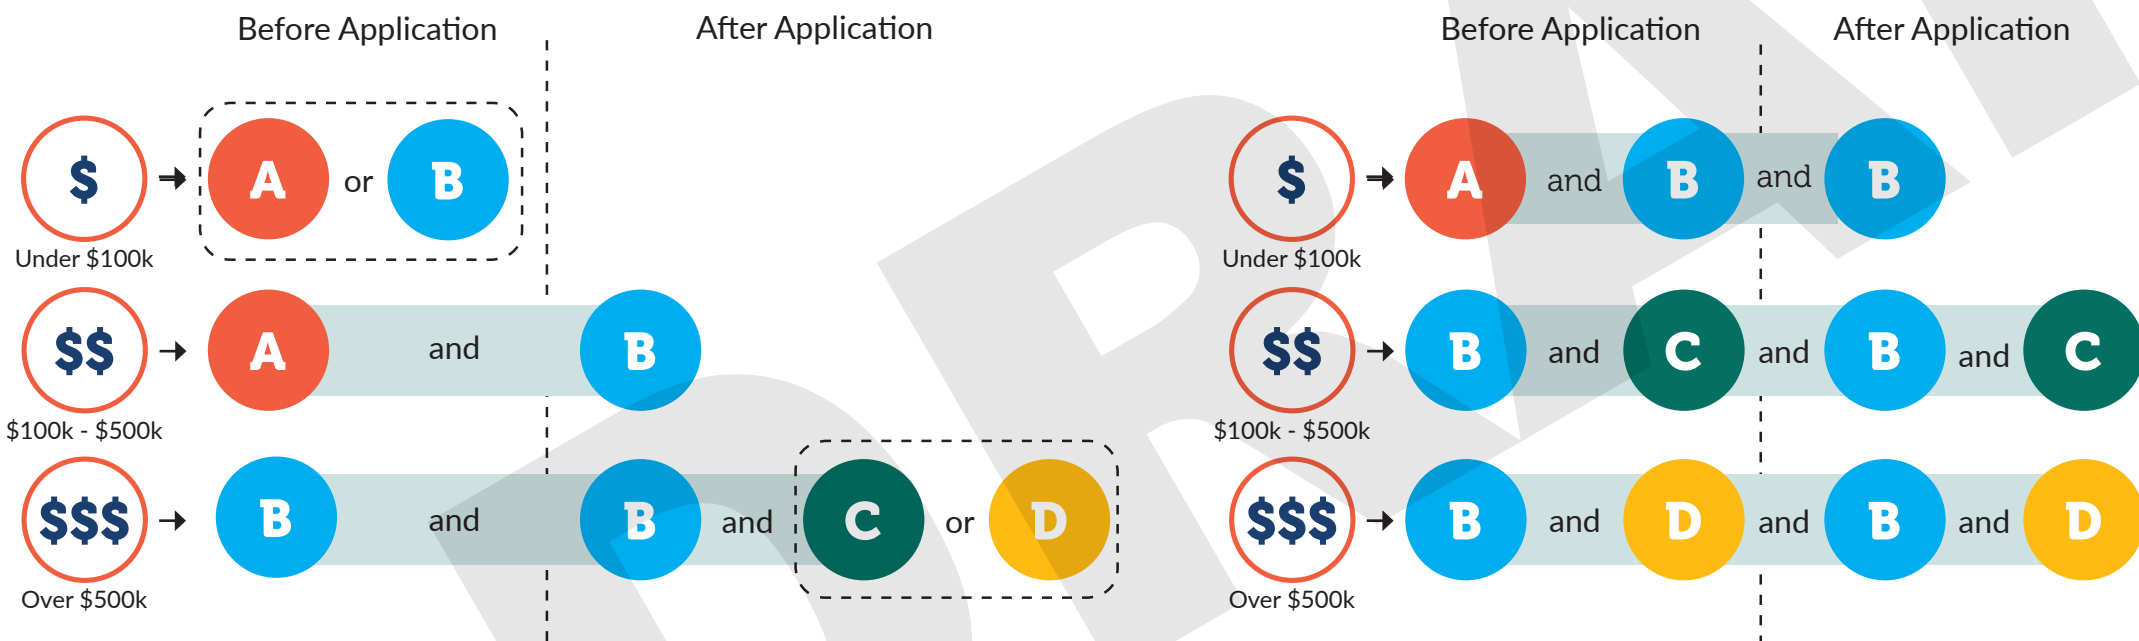 Before Application After Application
$ A or B
Under $100k
$$ A and B
$100k - $500k
$$$ B and B and C or D
Over $500k
Before Application After Application
$ A and B and B
Under $100k
$$ B and C and B and C
$100k - $500k
$$$ B and D and B and D
Over $500k
DRA